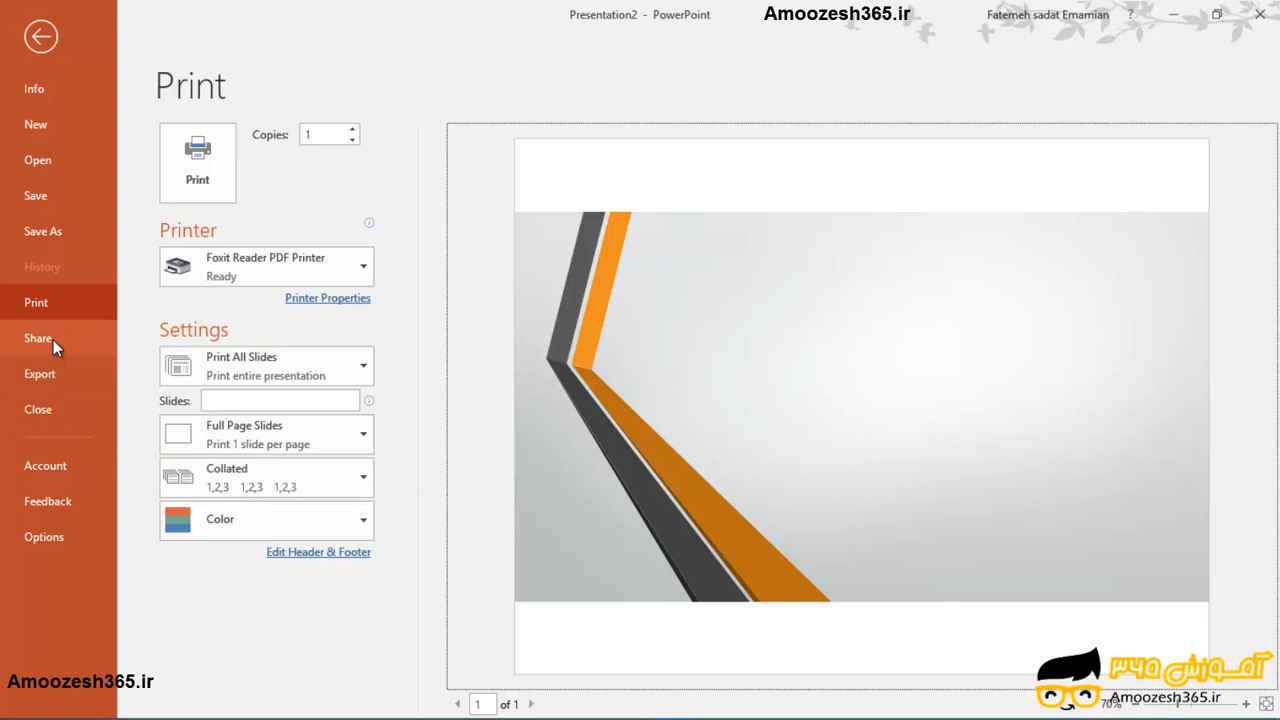 Presentation2 - PowerPoint
Amoozesh365.ir
Fatemeh sadat Emamian
?
Info
New
Open
Save
Save As
History
Print
Share
Export
Close
Account
Feedback
Options
Amoozesh365.ir
Print
Print
Copies: 1
Printer
Foxit Reader PDF Printer
Ready
Printer Properties
Settings
Print All Slides
Print entire presentation
Slides:
Full Page Slides
Print 1 slide per page
Collated
1,2,3 1,2,3 1,2,3
Color
Edit Header & Footer
1 of 1
70%
آموزش ۳۶۵
Amoozesh365.ir